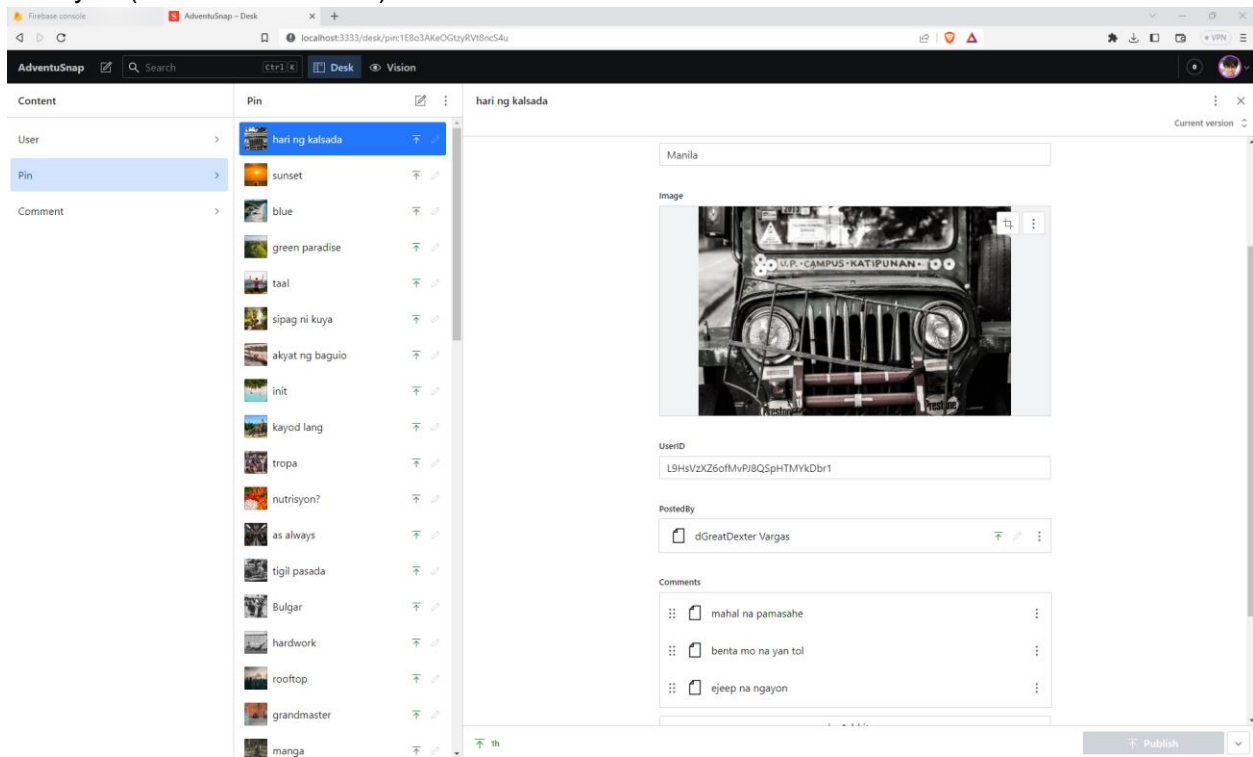 Firebase console
S AdventuSnap – Desk
localhost:3333/desk/pin;1E8o3AKeOGtzyRVt8ncS4u
VPN
AdventuSnap
Search
Ctrl K
Desk
Vision
Content
User
Pin
Comment
Pin
hari ng kalsada
sunset
blue
green paradise
taal
sipag ni kuya
akyat ng baguio
init
kayod lang
tropa
nutrisyon?
as always
tigil pasada
Bulgar
hardwork
rooftop
grandmaster
manga
hari ng kalsada
Current version
Manila
Image
U.P.-CAMPUS-KATIPUNAN-
Prestone
Prestone
UserID
L9HsVzXZ6ofMvPJ8QSpHTMYkDbr1
PostedBy
dGreatDexter Vargas
Comments
mahal na pamasahe
benta mo na yan tol
ejeep na ngayon
1h
Publish